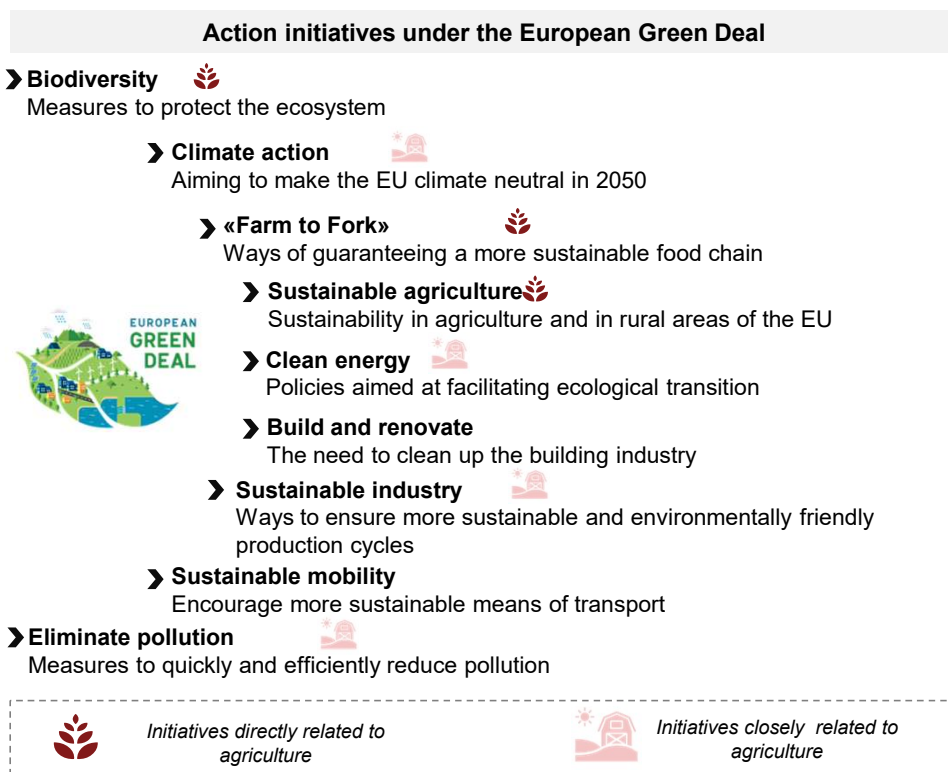 Action initiatives under the European Green Deal
Biodiversity
Measures to protect the ecosystem
Climate action
Aiming to make the EU climate neutral in 2050
«Farm to Fork»
Ways of guaranteeing a more sustainable food chain
Sustainable agriculture
Sustainability in agriculture and in rural areas of the EU
EUROPEAN
GREEN
DEAL
Clean energy
Policies aimed at facilitating ecological transition
Build and renovate
The need to clean up the building industry
Sustainable industry
Ways to ensure more sustainable and environmentally friendly
production cycles
Sustainable mobility
Encourage more sustainable means of transport
Eliminate pollution
Measures to quickly and efficiently reduce pollution
Initiatives directly related to
agriculture
Initiatives closely related to
agriculture